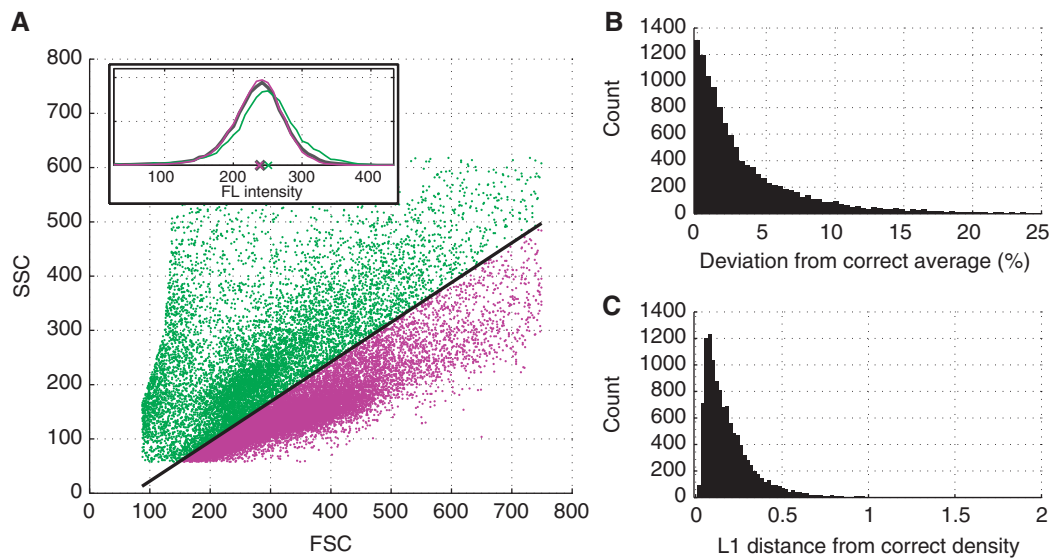 A
800
700
600
500
400
300
200
100
0
SSC
0 100 200 300 400 500 600 700 800
FSC
100 200 300 400
FL intensity
B
1400
1200
1000
800
600
400
200
0
Count
0 5 10 15 20 25
Deviation from correct average (%)
C
1400
1200
1000
800
600
400
200
0
Count
0 0.5 1 1.5 2
L1 distance from correct density